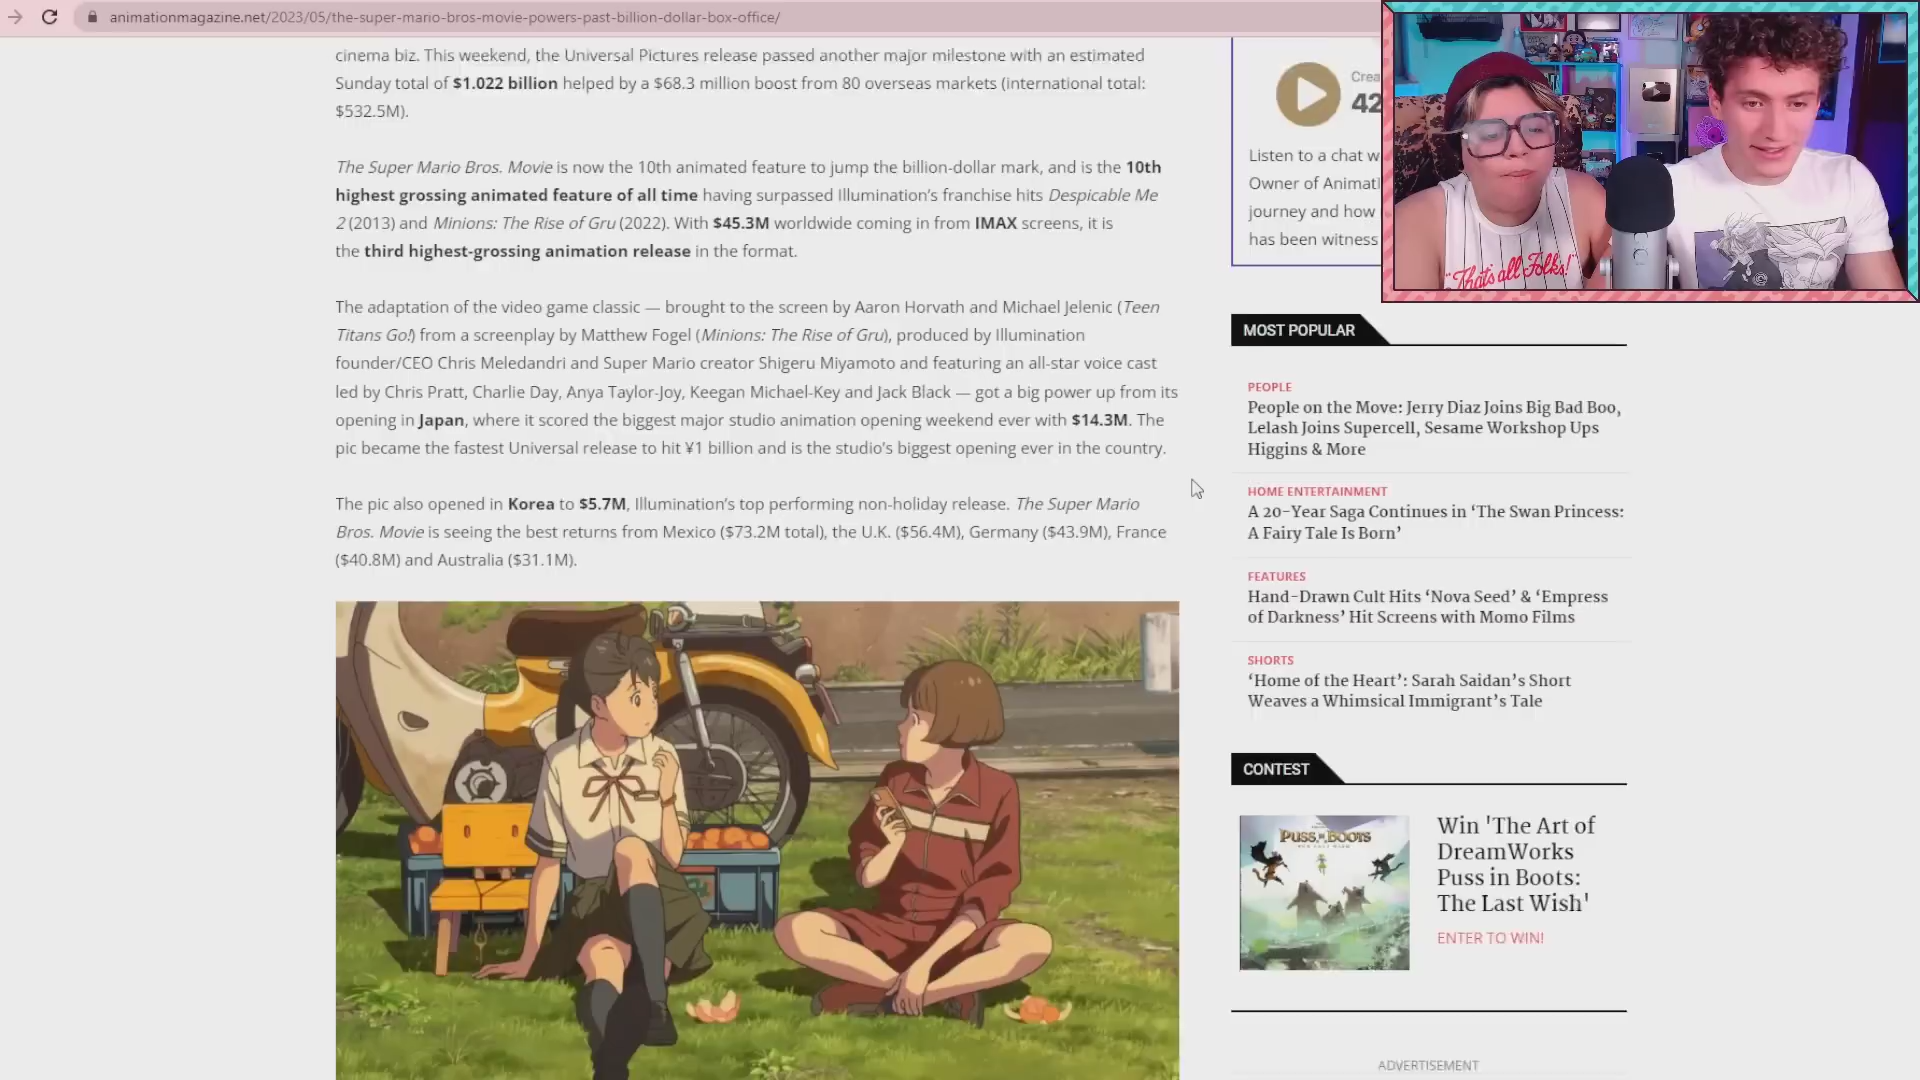 animationmagazine.net/2023/05/the-super-mario-bros-movie-powers-past-billion-dollar-box-office/
cinema biz. This weekend, the Universal Pictures release passed another major milestone with an estimated
Sunday total of $1.022 billion helped by a $68.3 million boost from 80 overseas markets (international total:
$532.5M).
The Super Mario Bros. Movie is now the 10th animated feature to jump the billion-dollar mark, and is the 10th
highest grossing animated feature of all time having surpassed Illumination's franchise hits Despicable Me
2 (2013) and Minions: The Rise of Gru (2022). With $45.3M worldwide coming in from IMAX screens, it is
the third highest-grossing animation release in the format.
The adaptation of the video game classic — brought to the screen by Aaron Horvath and Michael Jelenic (Teen
Titans Go!) from a screenplay by Matthew Fogel (Minions: The Rise of Gru), produced by Illumination
founder/CEO Chris Meledandri and Super Mario creator Shigeru Miyamoto and featuring an all-star voice cast
led by Chris Pratt, Charlie Day, Anya Taylor-Joy, Keegan Michael-Key and Jack Black — got a big power up from its
opening in Japan, where it scored the biggest major studio animation opening weekend ever with $14.3M. The
pic became the fastest Universal release to hit ¥1 billion and is the studio's biggest opening ever in the country.
The pic also opened in Korea to $5.7M, Illumination's top performing non-holiday release. The Super Mario
Bros. Movie is seeing the best returns from Mexico ($73.2M total), the U.K. ($56.4M), Germany ($43.9M), France
($40.8M) and Australia ($31.1M).
Crea
42
Listen to a chat w
Owner of Animati
journey and how
has been witness
"That's all Folks!"
MOST POPULAR
PEOPLE
People on the Move: Jerry Diaz Joins Big Bad Boo,
Lelash Joins Supercell, Sesame Workshop Ups
Higgins & More
HOME ENTERTAINMENT
A 20-Year Saga Continues in 'The Swan Princess:
A Fairy Tale Is Born'
FEATURES
Hand-Drawn Cult Hits 'Nova Seed' & 'Empress
of Darkness' Hit Screens with Momo Films
SHORTS
'Home of the Heart': Sarah Saidan's Short
Weaves a Whimsical Immigrant's Tale
CONTEST
PUSS IN BOOTS
Win 'The Art of
DreamWorks
Puss in Boots:
The Last Wish'
ENTER TO WIN!
ADVERTISEMENT